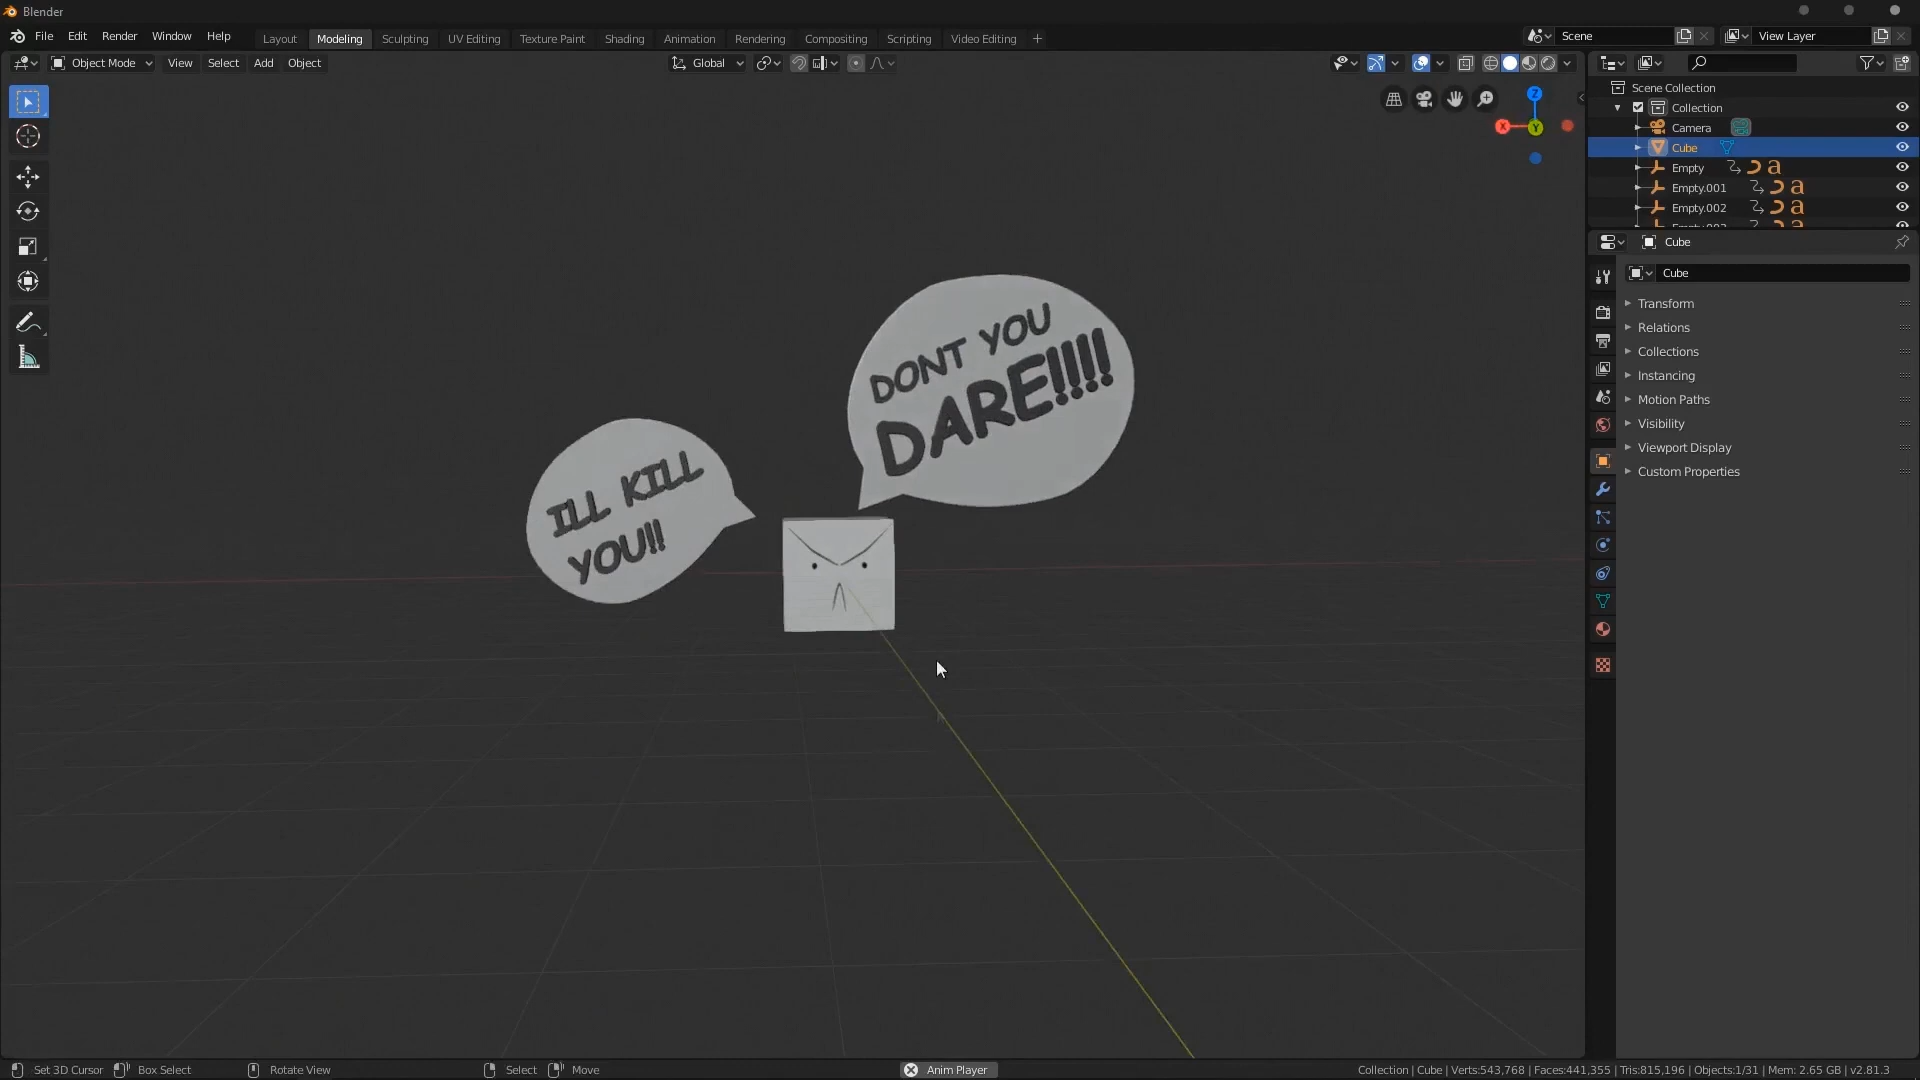 Blender
File Edit Render Window Help Layout Modeling Sculpting UV Editing Texture Paint Shading Animation Rendering Compositing Scripting Video Editing + Scene View Layer
Object Mode View Select Add Object Global
Z
X
Y
Scene Collection
Collection
Camera
Cube
Empty
Empty.001
Empty.002
Cube
Cube
Transform
Relations
Collections
Instancing
Motion Paths
Visibility
Viewport Display
Custom Properties
DONT YOU
DARE!!!!
ILL KILL
YOU!!
Set 3D Cursor Box Select Rotate View Select Move Anim Player Collection | Cube | Verts:543,768 | Faces:441,355 | Tris:815,196 | Objects:1/31 | Mem: 2.65 GB | v2.81.3